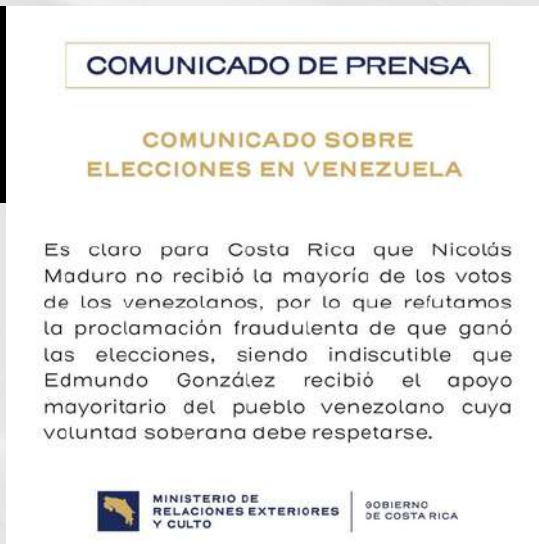 COMUNICADO DE PRENSA
COMUNICADO SOBRE
ELECCIONES EN VENEZUELA
Es claro para Costa Rica que Nicolás
Maduro no recibió la mayoría de los votos
de los venezolanos, por lo que refutamos
la proclamación fraudulenta de que ganó
las elecciones, siendo indiscutible que
Edmundo González recibió el apoyo
mayoritario del pueblo venezolano cuya
voluntad soberana debe respetarse.
MINISTERIO DE
RELACIONES EXTERIORES
Y CULTO
GOBIERNO
DE COSTA RICA